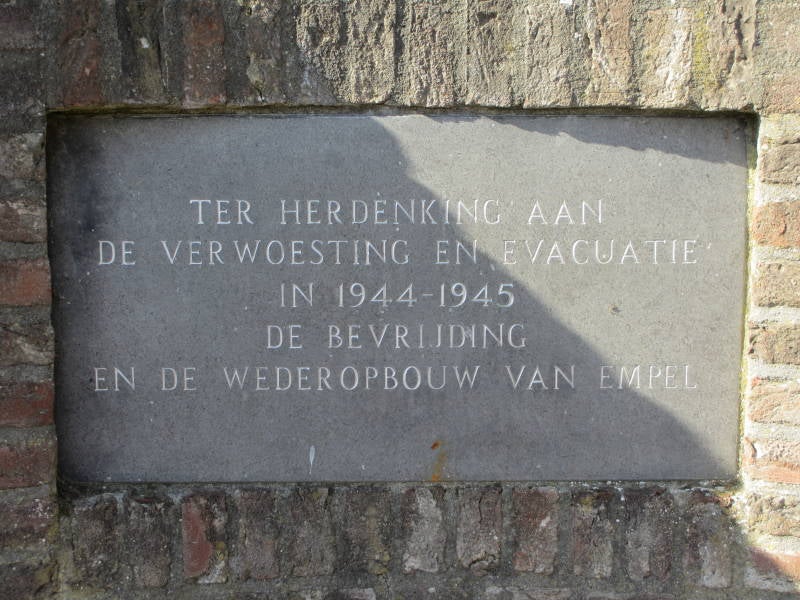 TER HERDENKING AAN
DE VERWOESTING EN EVACUATIE
IN 1944-1945
DE BEVRIJDING
EN DE WEDEROPBOUW VAN EMPEL